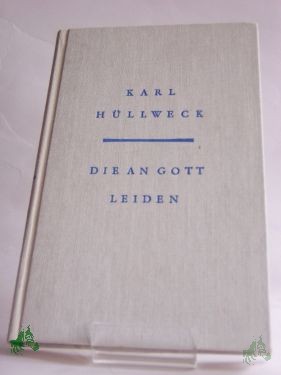 KARL
HÜLLWECK
DIE AN GOTT
LEIDEN